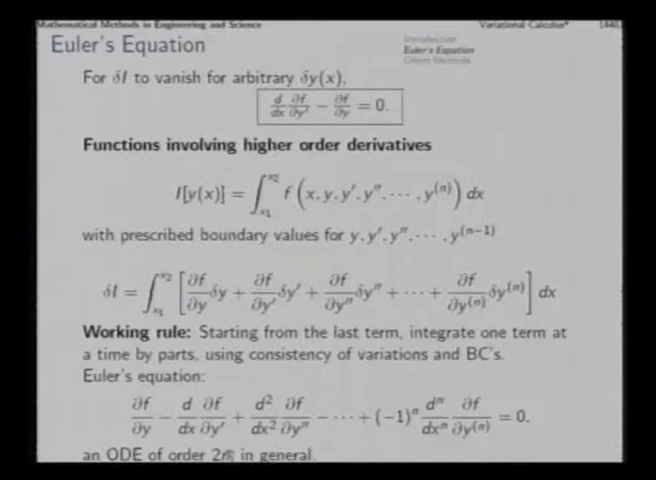 Mathematical Methods in Engineering and Science Variational Calculus* 1440,
Euler's Equation
Introduction
Euler's Equation
Direct Methods
For δI to vanish for arbitrary δy(x),
d/dx ∂f/∂y′ − ∂f/∂y = 0.
Functions involving higher order derivatives
I[y(x)] = ∫_{x₁}^{x₂} f (x, y, y′, y″, ⋯ , y^(n)) dx
with prescribed boundary values for y, y′, y″, ⋯ , y^(n−1)
δI = ∫_{x₁}^{x₂} [∂f/∂y δy + ∂f/∂y′ δy′ + ∂f/∂y″ δy″ + ⋯ + ∂f/∂y^(n) δy^(n)] dx
Working rule: Starting from the last term, integrate one term at
a time by parts, using consistency of variations and BC's.
Euler's equation:
∂f/∂y − d/dx ∂f/∂y′ + d²/dx² ∂f/∂y″ − ⋯ + (−1)^n d^n/dx^n ∂f/∂y^(n) = 0,
an ODE of order 2n in general.